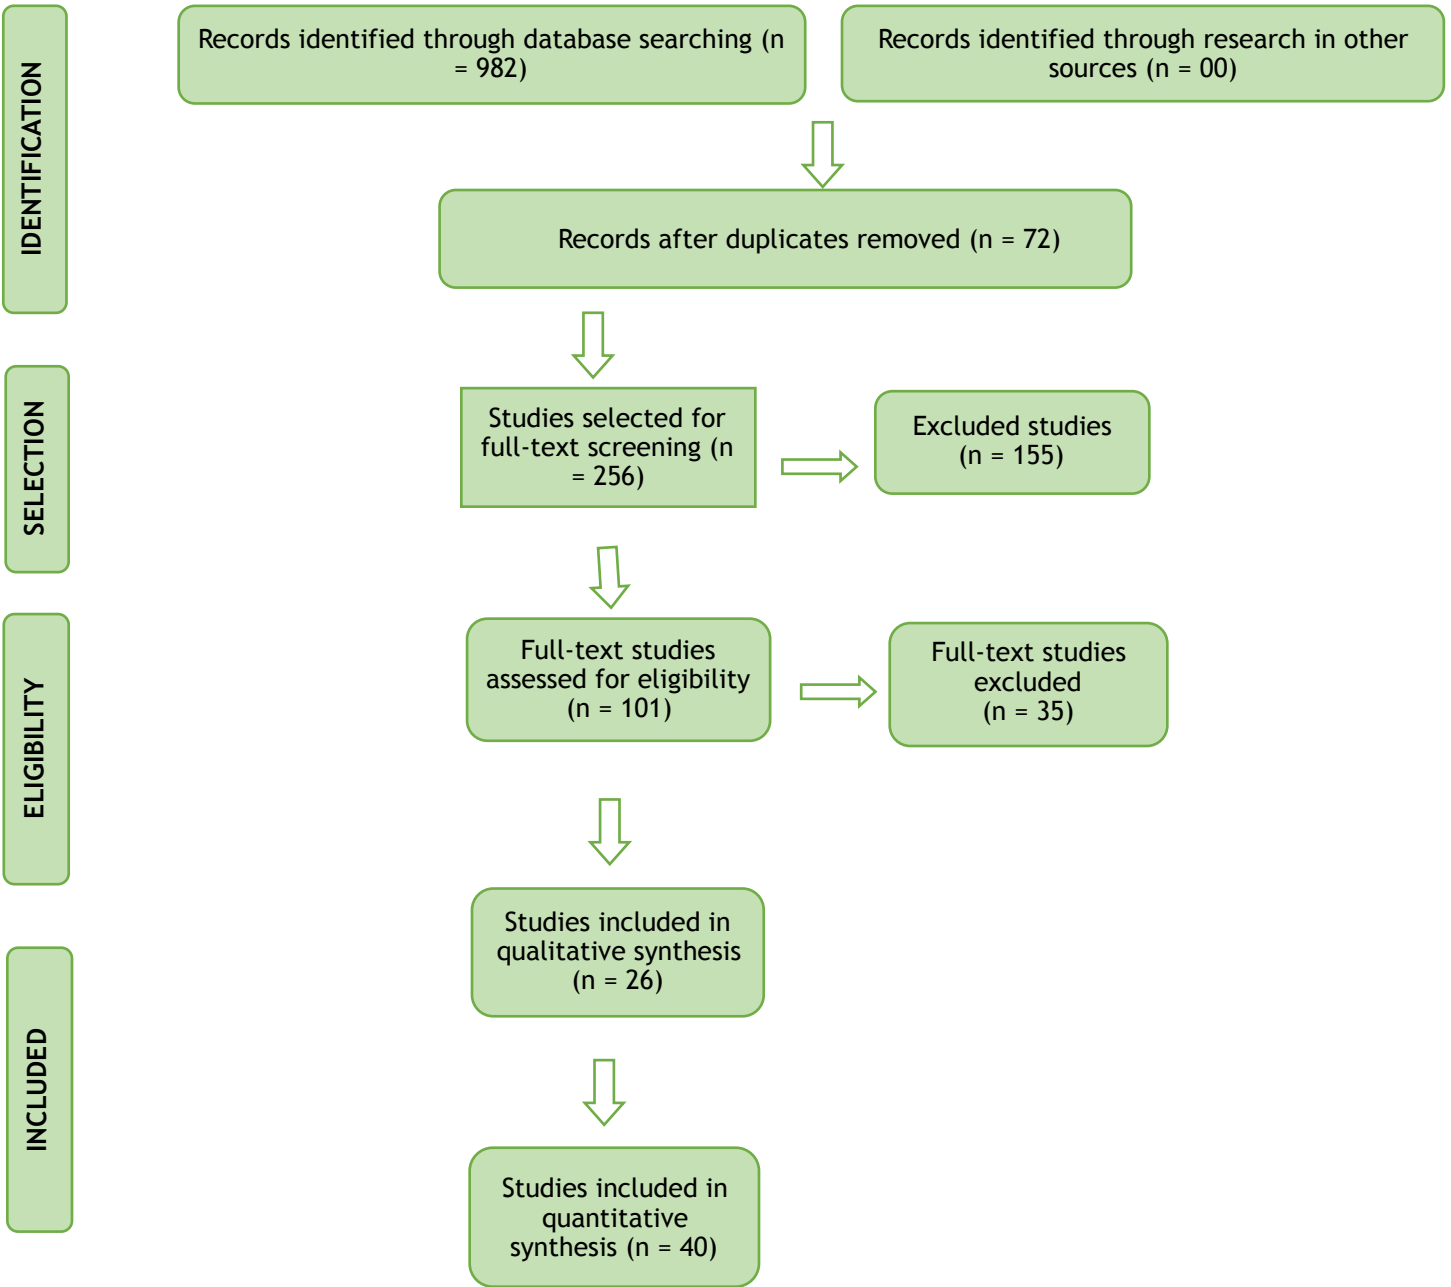 IDENTIFICATION
Records identified through database searching (n
= 982)
Records identified through research in other
sources (n = 00)
Records after duplicates removed (n = 72)
SELECTION
Studies selected for
full-text screening (n
= 256)
Excluded studies
(n = 155)
ELIGIBILITY
Full-text studies
assessed for eligibility
(n = 101)
Full-text studies
excluded
(n = 35)
Studies included in
qualitative synthesis
(n = 26)
INCLUDED
Studies included in
quantitative
synthesis (n = 40)